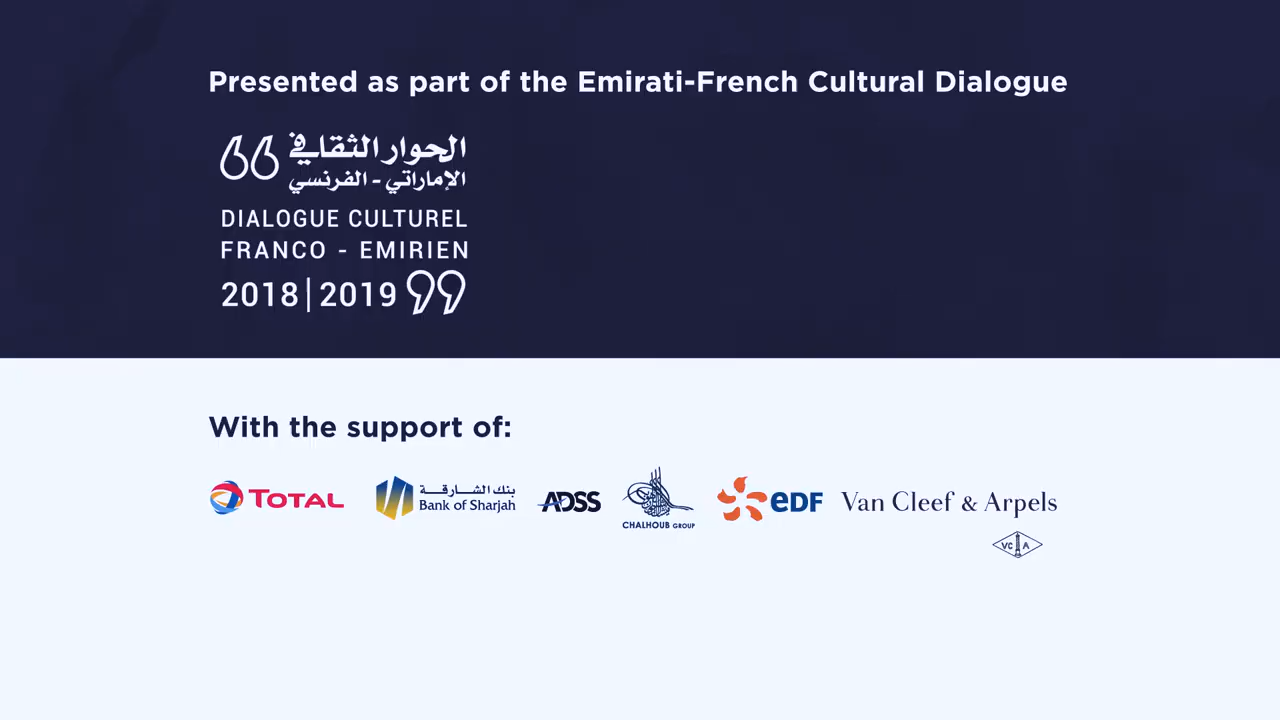 Presented as part of the Emirati-French Cultural Dialogue
الحوار الثقافي
الإماراتي - الفرنسي
DIALOGUE CULTUREL
FRANCO - EMIRIEN
2018|2019
With the support of:
TOTAL
بنك الشارقة
Bank of Sharjah
ADSS
CHALHOUB GROUP
eDF
Van Cleef & Arpels
VC A